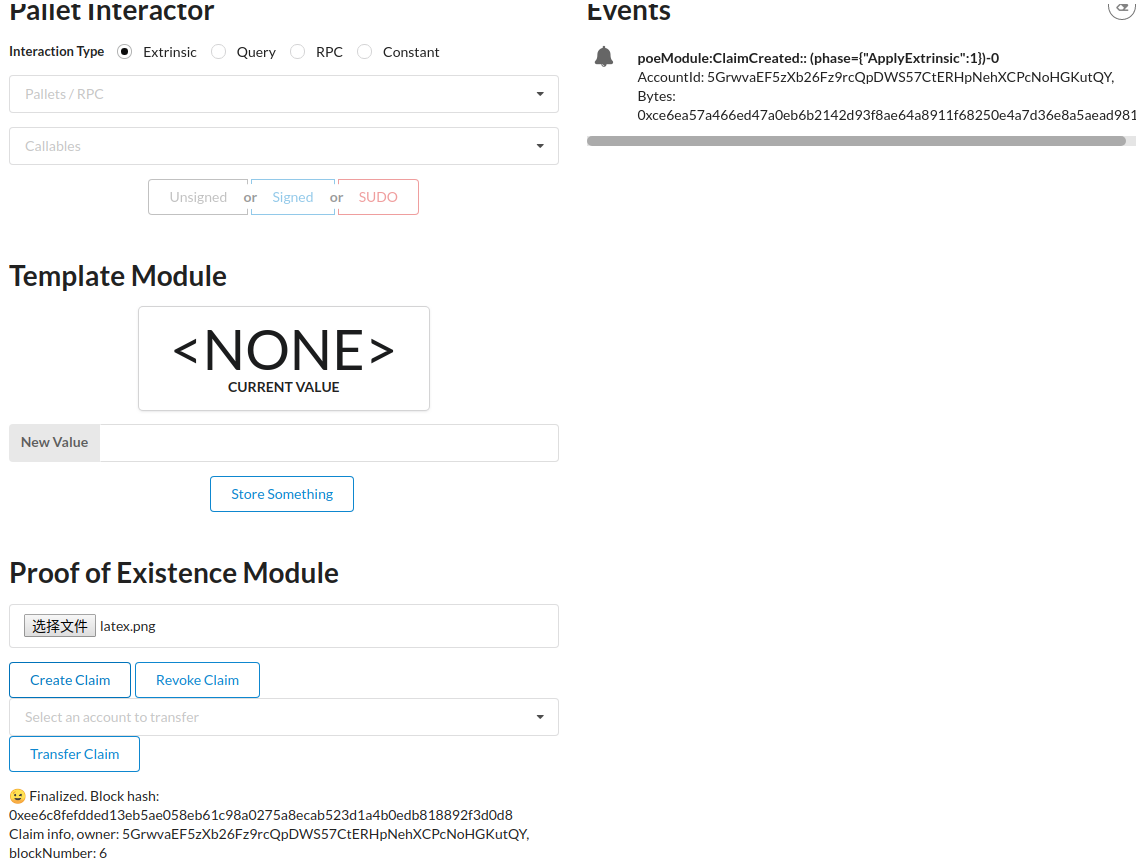 Pallet Interactor
Interaction Type Extrinsic Query RPC Constant
Pallets / RPC
Callables
Unsigned or Signed or SUDO
Template Module
<NONE>
CURRENT VALUE
New Value
Store Something
Proof of Existence Module
选择文件 latex.png
Create Claim Revoke Claim
Select an account to transfer
Transfer Claim
😉 Finalized. Block hash:
0xee6c8fefdded13eb5ae058eb61c98a0275a8ecab523d1a4b0edb818892f3d0d8
Claim info, owner: 5GrwvaEF5zXb26Fz9rcQpDWS57CtERHpNehXCPcNoHGKutQY,
blockNumber: 6
Events
poeModule:ClaimCreated:: (phase={"ApplyExtrinsic":1})-0
AccountId: 5GrwvaEF5zXb26Fz9rcQpDWS57CtERHpNehXCPcNoHGKutQY,
Bytes:
0xce6ea57a466ed47a0eb6b2142d93f8ae64a8911f68250e4a7d36e8a5aead981